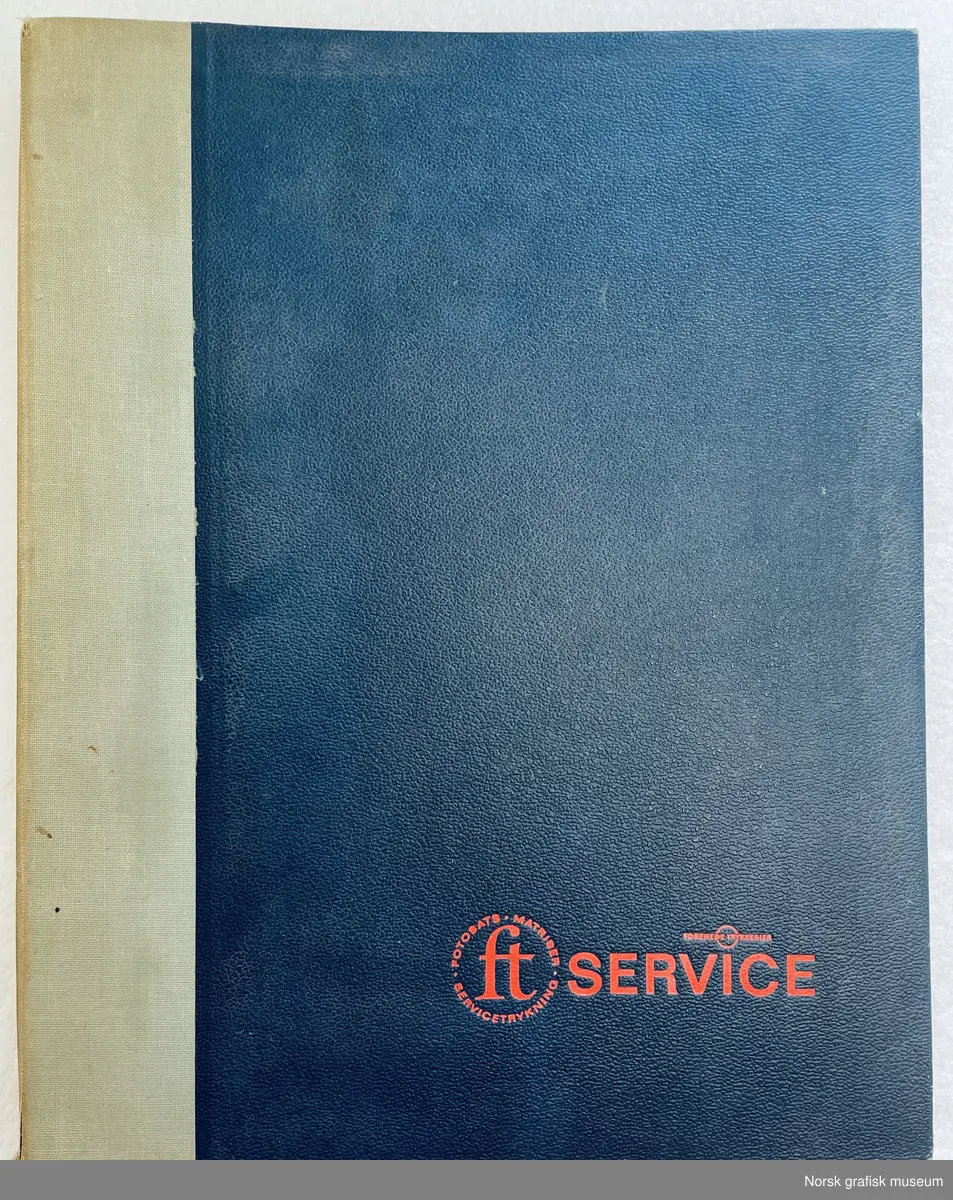 FOTOSATS · MATRISER ·
SERVICETRYKNING ·
ft
FORENEDE TRYKKERIER
SERVICE
Norsk grafisk museum